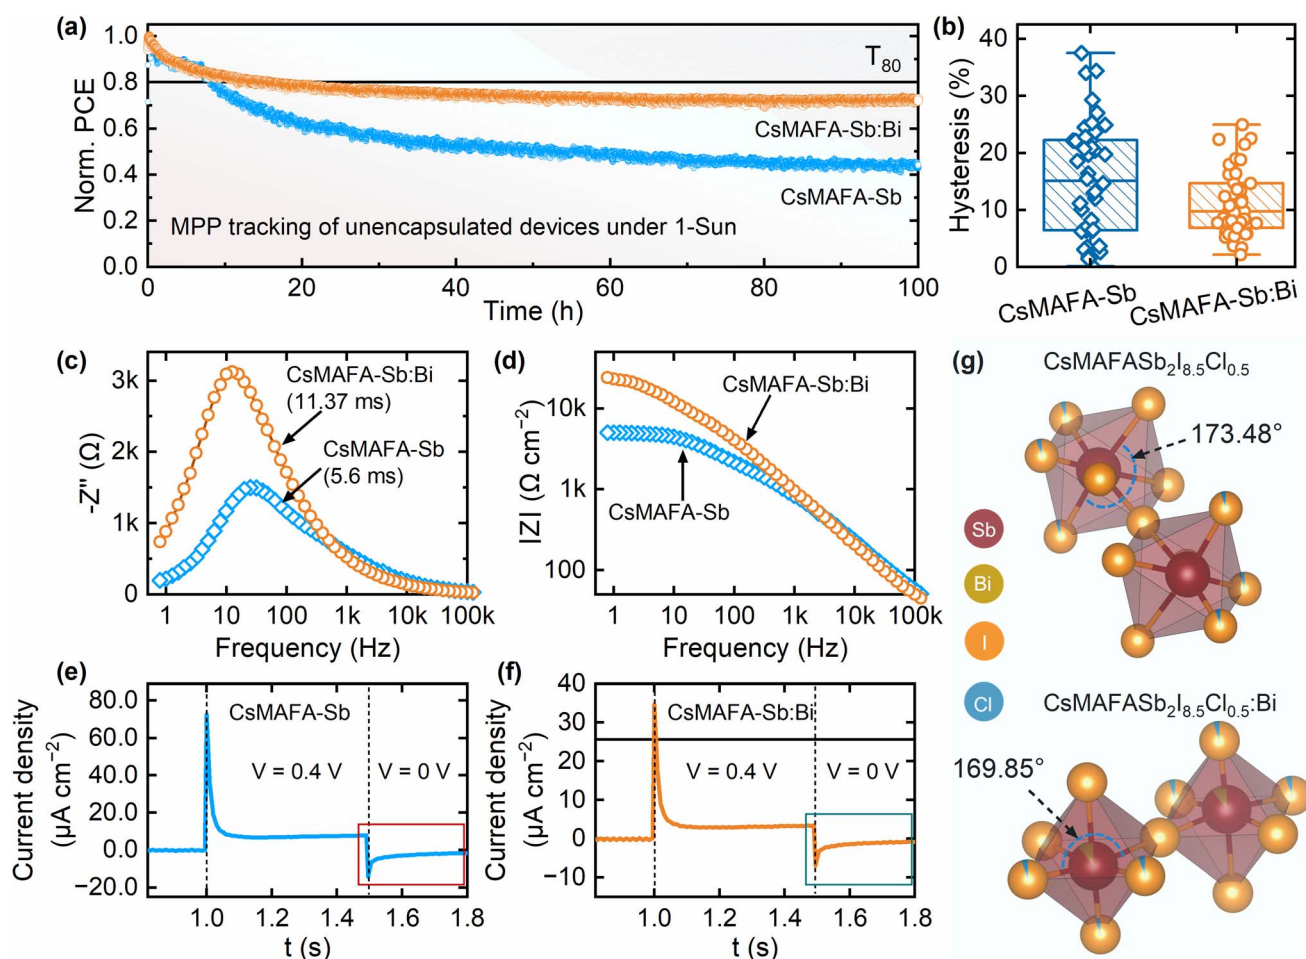 (a)
1.0
0.8
0.6
0.4
0.2
0.0
Norm. PCE
T80
CsMAFA-Sb:Bi
CsMAFA-Sb
MPP tracking of unencapsulated devices under 1-Sun
0 20 40 60 80 100
Time (h)
(b)
40
30
20
10
0
Hysteresis (%)
CsMAFA-Sb CsMAFA-Sb:Bi
(c)
3k
2k
1k
0
-Z" (Ω)
CsMAFA-Sb:Bi
(11.37 ms)
CsMAFA-Sb
(5.6 ms)
1 10 100 1k 10k 100k
Frequency (Hz)
(d)
10k
1k
100
|Z| (Ω cm−2)
CsMAFA-Sb:Bi
CsMAFA-Sb
1 10 100 1k 10k 100k
Frequency (Hz)
(e)
80.0
60.0
40.0
20.0
0.0
−20.0
Current density
(µA cm−2)
CsMAFA-Sb
V = 0.4 V V = 0 V
1.0 1.2 1.4 1.6 1.8
t (s)
(f)
40
30
20
10
0
−10
Current density
(µA cm−2)
CsMAFA-Sb:Bi
V = 0.4 V V = 0 V
1.0 1.2 1.4 1.6 1.8
t (s)
(g)
CsMAFASb2I8.5Cl0.5
173.48°
Sb
Bi
I
Cl
CsMAFASb2I8.5Cl0.5:Bi
169.85°